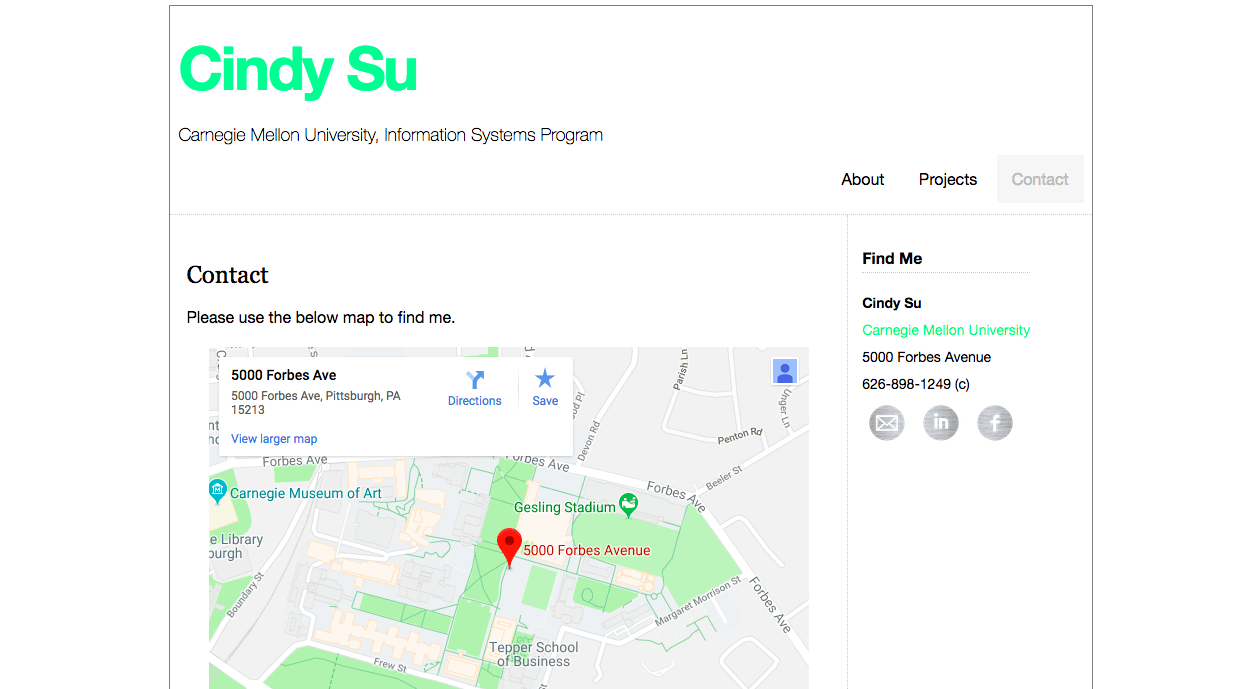 Cindy Su
Carnegie Mellon University, Information Systems Program
About
Projects
Contact
Contact
Please use the below map to find me.
5000 Forbes Ave
5000 Forbes Ave, Pittsburgh, PA
15213
View larger map
Directions
Save
Parish Ln
Unger Ln
Devon Rd
Penton Rd
Beeler St
Forbes Ave
Forbes Ave
Forbes Ave
Forbes Ave
Carnegie Museum of Art
Gesling Stadium
5000 Forbes Avenue
e Library
burgh
Boundary St
Margaret Morrison St
Tepper School
of Business
Frew St
Find Me
Cindy Su
Carnegie Mellon University
5000 Forbes Avenue
626-898-1249 (c)
in
f